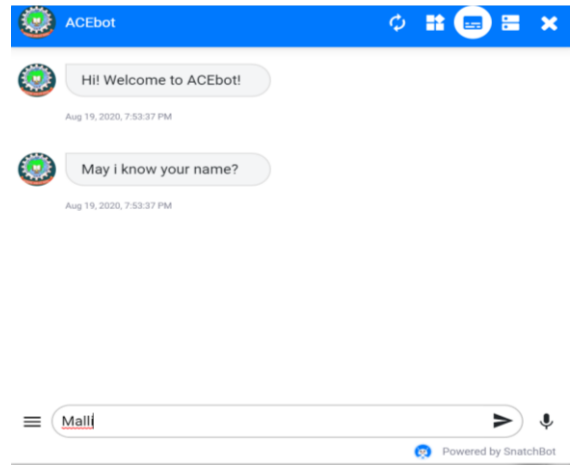 ACEbot
Hi! Welcome to ACEbot!
Aug 19, 2020, 7:53:37 PM
May i know your name?
Aug 19, 2020, 7:53:37 PM
Malli
Powered by SnatchBot